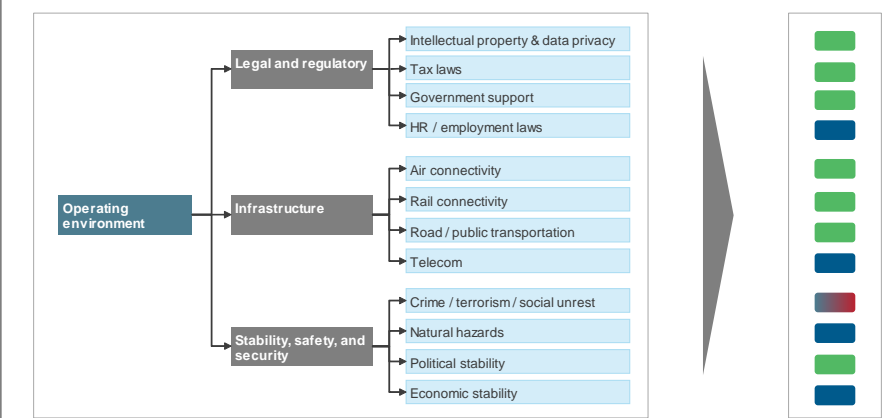 Legal and regulatory
Intellectual property & data privacy
Tax laws
Government support
HR / employment laws
Operating
environment
Infrastructure
Air connectivity
Rail connectivity
Road / public transportation
Telecom
Stability, safety, and
security
Crime / terrorism / social unrest
Natural hazards
Political stability
Economic stability